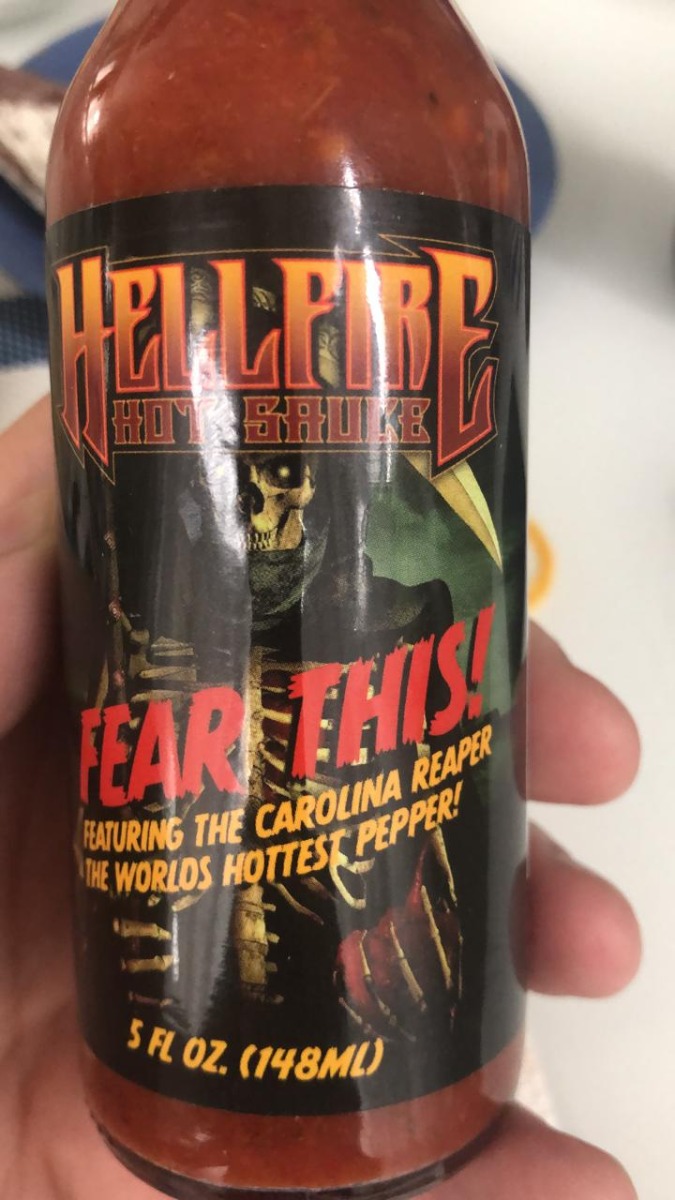 HELLFIRE
HOT SAUCE
FEAR THIS!
FEATURING THE CAROLINA REAPER
THE WORLDS HOTTEST PEPPER!
5 FL OZ. (148ML)